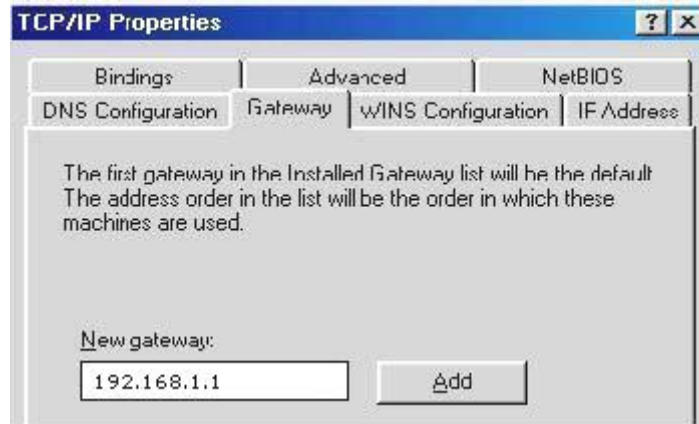 TCP/IP Properties
? ×
Bindings Advanced NetBIOS
DNS Configuration Gateway WINS Configuration IP Address
The first gateway in the Installed Gateway list will be the default.
The address order in the list will be the order in which these
machines are used.
New gateway:
192.168.1.1 Add